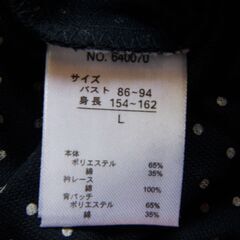 NO. 640070
サイズ
バスト 86~94
身長 154~162
L
本体
ポリエステル 65%
綿 35%
衿レース
綿 100%
背パッチ
ポリエステル 65%
綿 35%